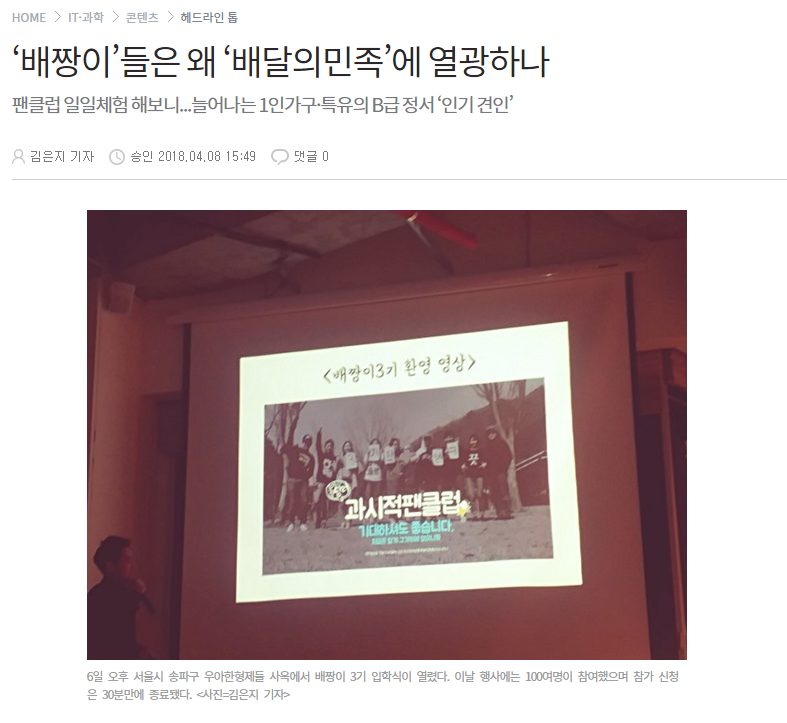 HOME > IT·과학 > 콘텐츠 > 헤드라인 톱
‘배짱이’들은 왜 ‘배달의민족’에 열광하나
팬클럽 일일체험 해보니...늘어나는 1인가구·특유의 B급 정서 ‘인기 견인’
김은지 기자 승인 2018.04.08 15:49 댓글 0
<배짱이3기 환영 영상>
과시적팬클럽
기대하셔도 좋습니다.
6일 오후 서울시 송파구 우아한형제들 사옥에서 배짱이 3기 입학식이 열렸다. 이날 행사에는 100여명이 참여했으며 참가 신청
은 30분만에 종료됐다. <사진=김은지 기자>